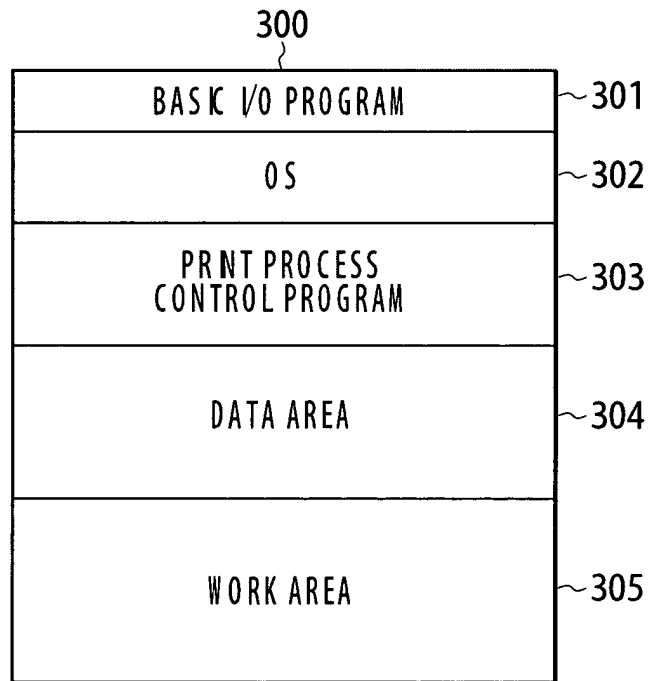 300
BASIC I/O PROGRAM
301
OS
302
PRINT PROCESS
CONTROL PROGRAM
303
DATA AREA
304
WORK AREA
305